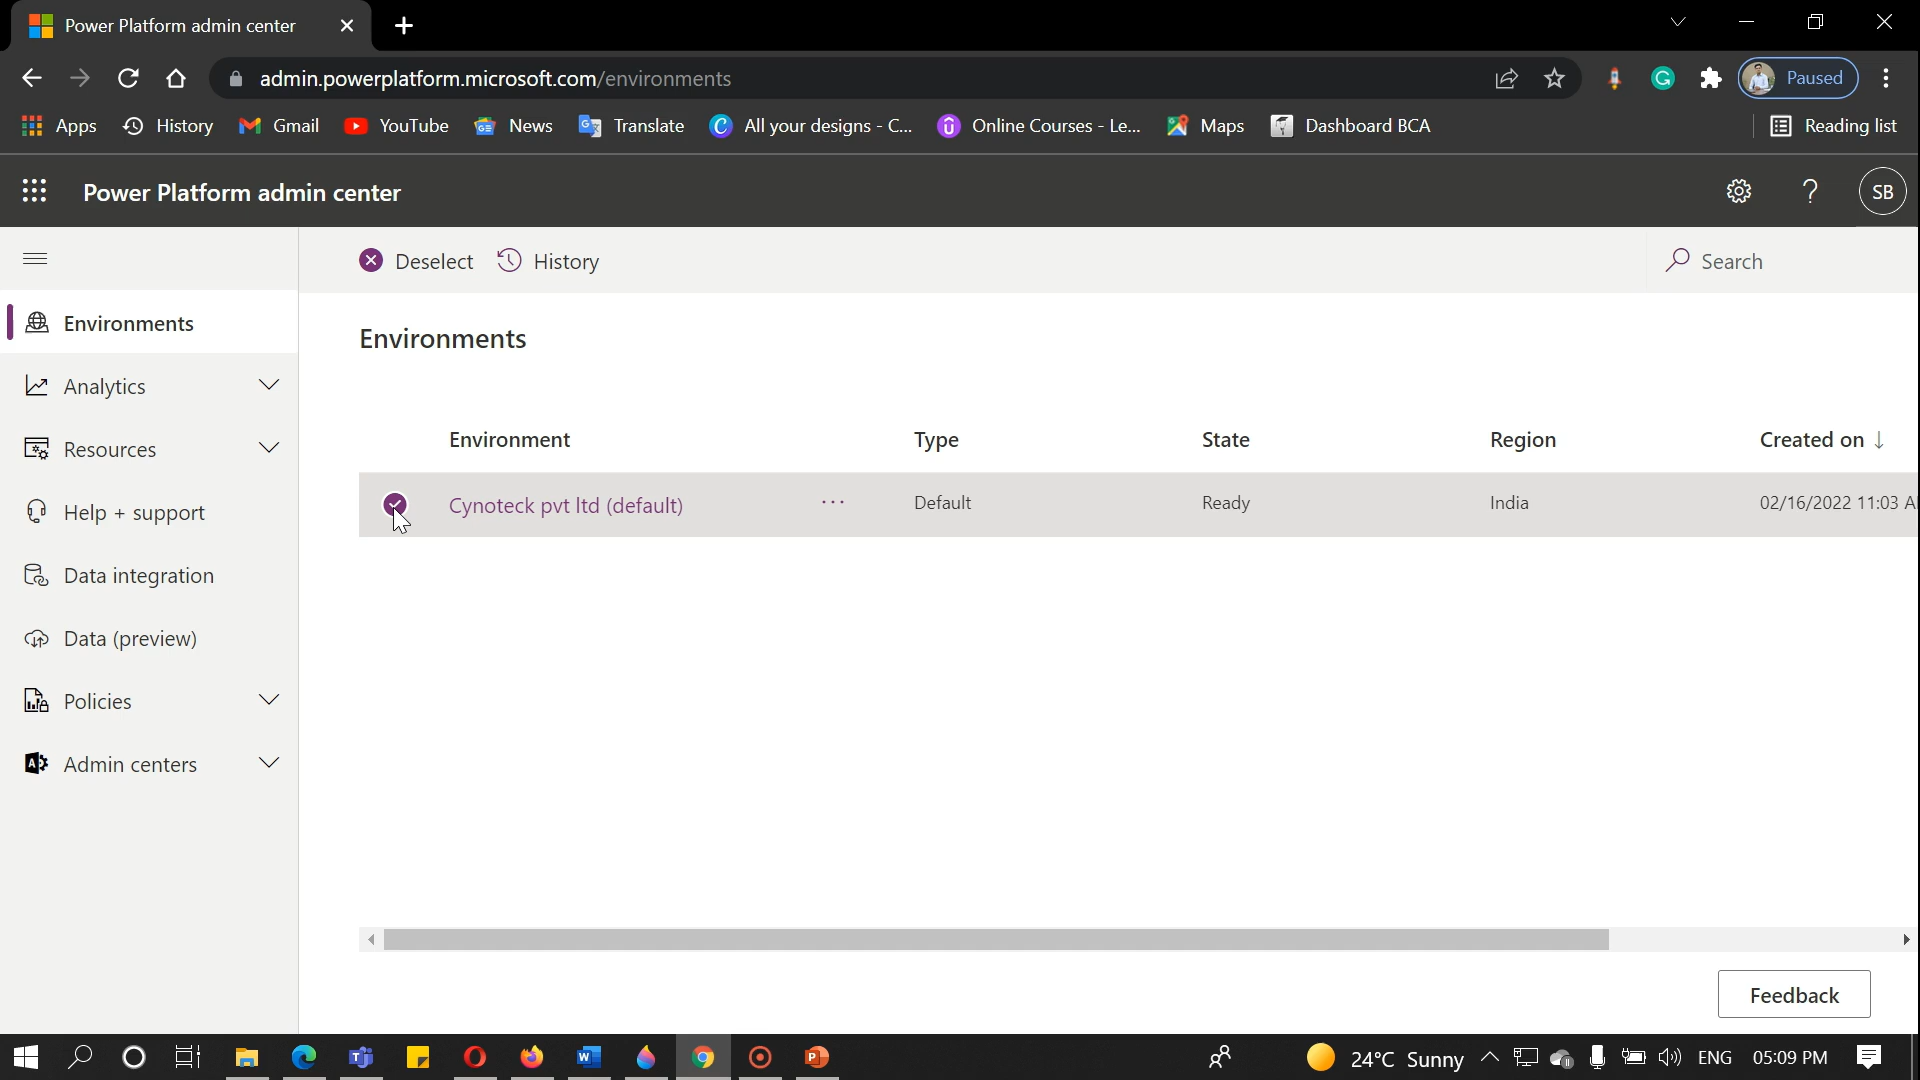 Power Platform admin center
admin.powerplatform.microsoft.com/environments
Paused
Apps History Gmail YouTube News Translate All your designs - C... Online Courses - Le... Maps Dashboard BCA Reading list
Power Platform admin center
SB
Deselect History Search
Environments
Analytics
Resources
Help + support
Data integration
Data (preview)
Policies
Admin centers
Environments
Environment Type State Region Created on ↓
Cynoteck pvt ltd (default) ... Default Ready India 02/16/2022 11:03
Feedback
24°C Sunny ENG 05:09 PM